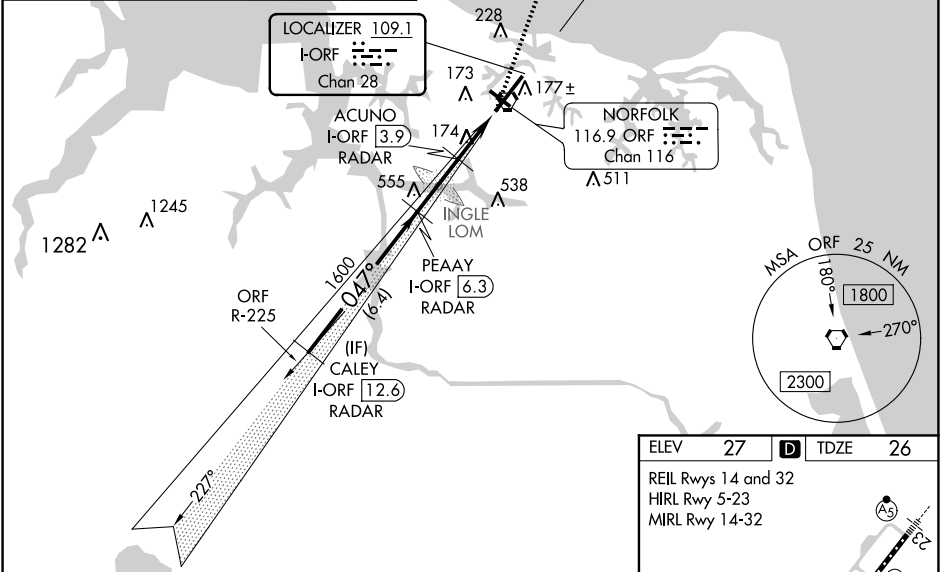 228
LOCALIZER 109.1
I-ORF
Chan 28
173
177±
ACUNO
I-ORF 3.9
RADAR
174
NORFOLK
116.9 ORF
Chan 116
555
538
511
INGLE
LOM
1245
1282
MSA ORF 25 NM
180°
1800
270°
2300
1600
047°
(6.4)
PEAAY
I-ORF 6.3
RADAR
ORF
R-225
(IF)
CALEY
I-ORF 12.6
RADAR
227°
ELEV 27 D TDZE 26
REIL Rwys 14 and 32
HIRL Rwy 5-23
MIRL Rwy 14-32
A5
23